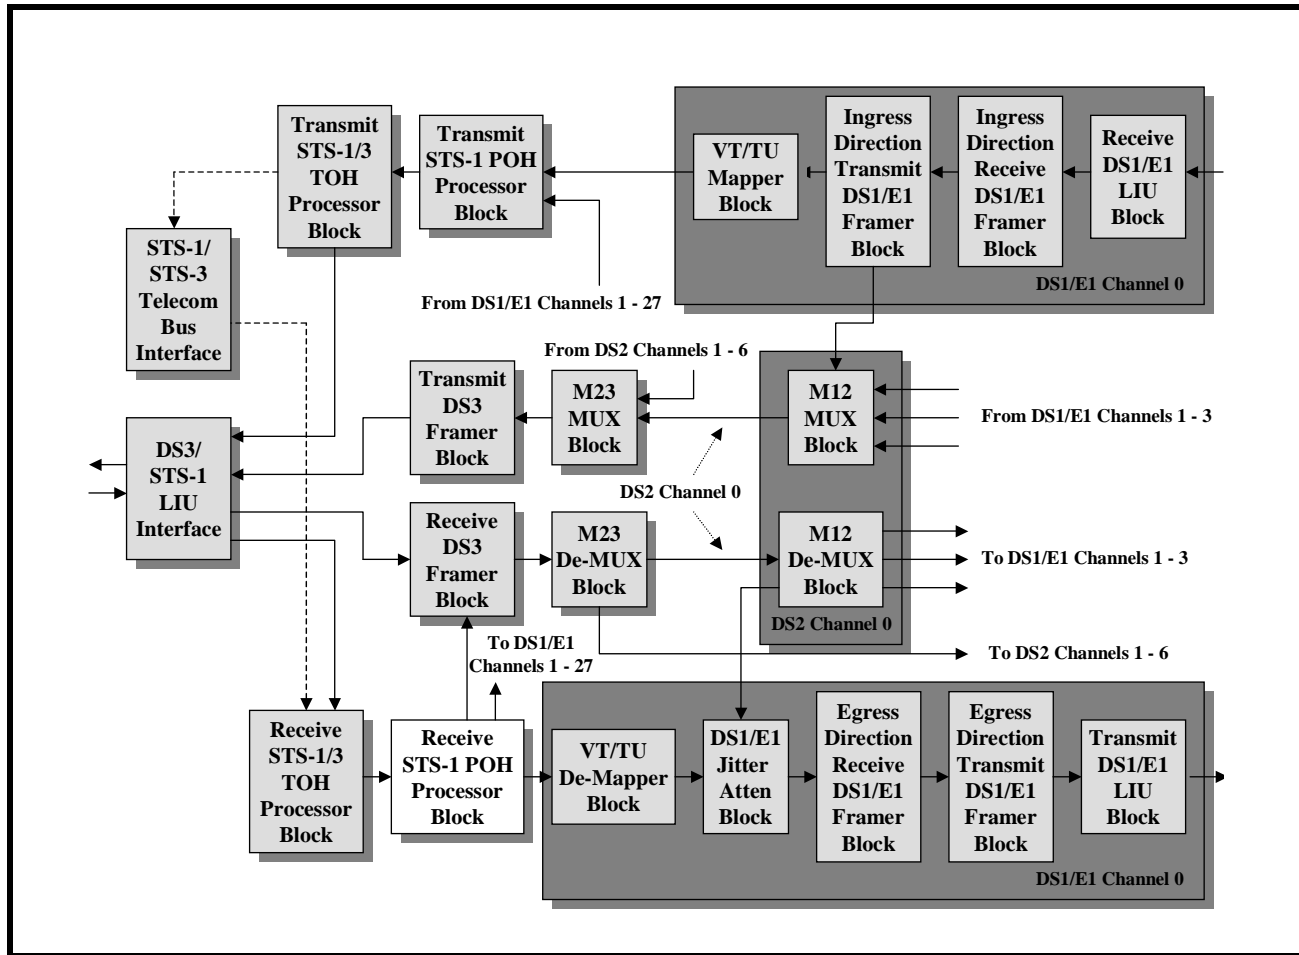 Transmit
STS-1/3
TOH
Processor
Block
Transmit
STS-1 POH
Processor
Block
VT/TU
Mapper
Block
Ingress
Direction
Transmit
DS1/E1
Framer
Block
Ingress
Direction
Receive
DS1/E1
Framer
Block
Receive
DS1/E1
LIU
Block
DS1/E1 Channel 0
STS-1/
STS-3
Telecom
Bus
Interface
From DS1/E1 Channels 1 - 27
From DS2 Channels 1 - 6
Transmit
DS3
Framer
Block
M23
MUX
Block
M12
MUX
Block
From DS1/E1 Channels 1 - 3
DS3/
STS-1
LIU
Interface
DS2 Channel 0
Receive
DS3
Framer
Block
M23
De-MUX
Block
M12
De-MUX
Block
To DS1/E1 Channels 1 - 3
DS2 Channel 0
To DS1/E1
Channels 1 - 27
To DS2 Channels 1 - 6
Receive
STS-1/3
TOH
Processor
Block
Receive
STS-1 POH
Processor
Block
VT/TU
De-Mapper
Block
DS1/E1
Jitter
Atten
Block
Egress
Direction
Receive
DS1/E1
Framer
Block
Egress
Direction
Transmit
DS1/E1
Framer
Block
Transmit
DS1/E1
LIU
Block
DS1/E1 Channel 0